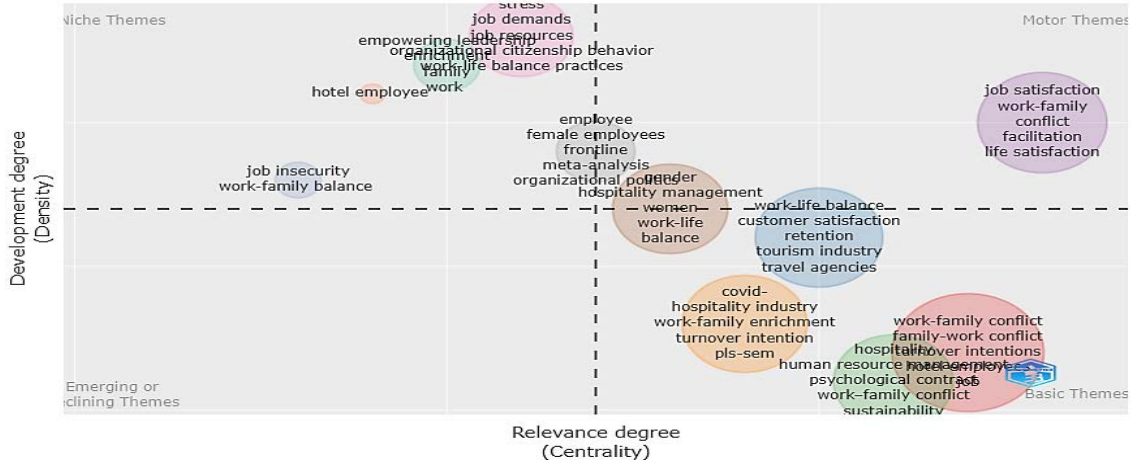 Niche Themes
Motor Themes
stress
job demands
job resources
organizational citizenship behavior
work-life balance practices
empowering leadership
enrichment
family
work
hotel employee
job satisfaction
work-family
conflict
facilitation
life satisfaction
employee
female employees
frontline
meta-analysis
organizational politics
job insecurity
work-family balance
gender
hospitality management
women
work-life
balance
work-life balance
customer satisfaction
retention
tourism industry
travel agencies
covid-
hospitality industry
work-family enrichment
turnover intention
pls-sem
work-family conflict
family-work conflict
turnover intentions
hotel employees
job
hospitality
human resource management
psychological contract
work–family conflict
sustainability
Emerging or
clining Themes
Basic Themes
Development degree
(Density)
Relevance degree
(Centrality)